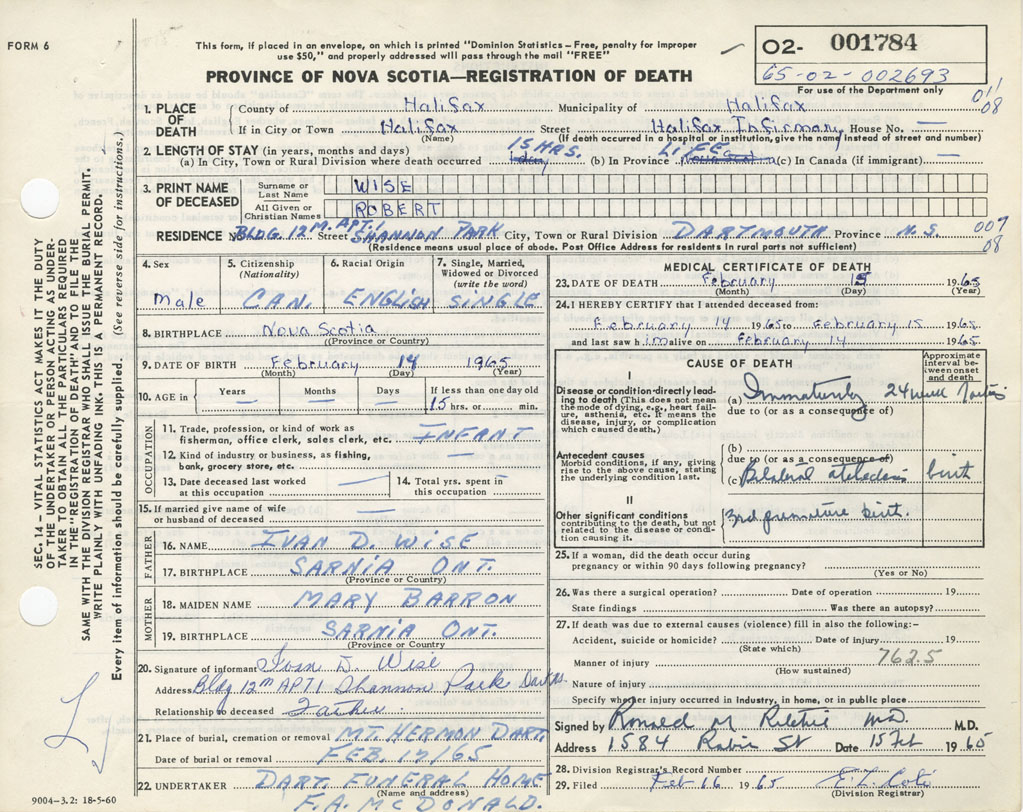 FORM 6
This form, if placed in an envelope, on which is printed "Dominion Statistics – Free, penalty for improper
use $50," and properly addressed will pass through the mail "FREE"
PROVINCE OF NOVA SCOTIA—REGISTRATION OF DEATH
O2- 001784
65-02-002693
For use of the Department only
SEC. 14 – VITAL STATISTICS ACT MAKES IT THE DUTY
OF THE UNDERTAKER OR PERSON ACTING AS UNDER-
TAKER TO OBTAIN ALL THE PARTICULARS REQUIRED
IN THE "REGISTRATION OF DEATH" AND TO FILE THE
SAME WITH THE DIVISION REGISTRAR WHO SHALL ISSUE THE BURIAL PERMIT.
WRITE PLAINLY WITH UNFADING INK. THIS IS A PERMANENT RECORD.
Every item of information should be carefully supplied. (See reverse side for instructions.)
1. PLACE OF DEATH
County of Halifax Municipality of Halifax 01/08
If in City or Town Halifax Street Halifax Infirmary House No. —
(Name) (If death occurred in a hospital or institution, give its name instead of street and number)
2. LENGTH OF STAY (in years, months and days)
(a) In City, Town or Rural Division where death occurred 15 HRS. (b) In Province LIFE (c) In Canada (if immigrant) —
3. PRINT NAME OF DECEASED
Surname or Last Name WISE
All Given or Christian Names ROBERT
RESIDENCE No. BLDG. 12 M. APT. 1 Street SHANNON PARK City, Town or Rural Division DARTMOUTH Province N.S. 007
08
(Residence means usual place of abode. Post Office Address for residents in rural parts not sufficient)
4. Sex
Male
5. Citizenship (Nationality)
CAN.
6. Racial Origin
ENGLISH
7. Single, Married, Widowed or Divorced (write the word)
SINGLE
8. BIRTHPLACE Nova Scotia
(Province or Country)
9. DATE OF BIRTH February 14 1965
(Month) (Day) (Year)
10. AGE in Years — Months — Days — If less than one day old
15 hrs. or min.
OCCUPATION
11. Trade, profession, or kind of work as
fisherman, office clerk, sales clerk, etc. INFANT
12. Kind of industry or business, as fishing,
bank, grocery store, etc. —
13. Date deceased last worked
at this occupation —
14. Total yrs. spent in
this occupation —
15. If married give name of wife
or husband of deceased —
FATHER
16. NAME IVAN D. WISE
17. BIRTHPLACE SARNIA ONT.
(Province or Country)
MOTHER
18. MAIDEN NAME MARY BARRON
19. BIRTHPLACE SARNIA ONT.
(Province or Country
20. Signature of informant Ivan D. Wise
Address Bldg 12M APT 1 Shannon Park
Relationship to deceased Father
21. Place of burial, cremation or removal MT. HERMON DART.
Date of burial or removal FEB. 17/65
22. UNDERTAKER DART. FUNERAL HOME
(Name and address)
F.A. McDONALD.
9004-3.2: 18-5-60
MEDICAL CERTIFICATE OF DEATH
23. DATE OF DEATH February 15 1965
(Month) (Day) (Year)
24. I HEREBY CERTIFY that I attended deceased from:
February 14 1965 to February 15 1965
and last saw h im alive on February 14 1965
CAUSE OF DEATH
Approximate interval between onset and death
I
Disease or condition directly lead-
ing to death (This does not mean
the mode of dying, e.g., heart fail-
ure, asthenia, etc. It means the
disease, injury, or complication
which caused death.)
(a) Immaturity 24 week
due to (or as a consequence of)
Antecedent causes
Morbid conditions, if any, giving
rise to the above cause, stating
the underlying condition last.
(b)
due to (or as a consequence of)
(c) Bilateral birth
II
Other significant conditions
contributing to the death, but not
related to the disease or condi-
tion causing it.
3rd premature birth.
25. If a woman, did the death occur during
pregnancy or within 90 days following pregnancy?
(Yes or No)
26. Was there a surgical operation? Date of operation 19
State findings Was there an autopsy?
27. If death was due to external causes (violence) fill in also the following:–
Accident, suicide or homicide? Date of injury 19
(State which)
Manner of injury 762.5
(How sustained)
Nature of injury
Specify whether injury occurred in Industry, in home, or in public place
Signed by Ronald M Ritchie MD. M.D.
Address 1584 Robie St Date 15 Feb 1965
28. Division Registrar's Record Number
29. Filed Feb 16 1965
(Division Registrar)